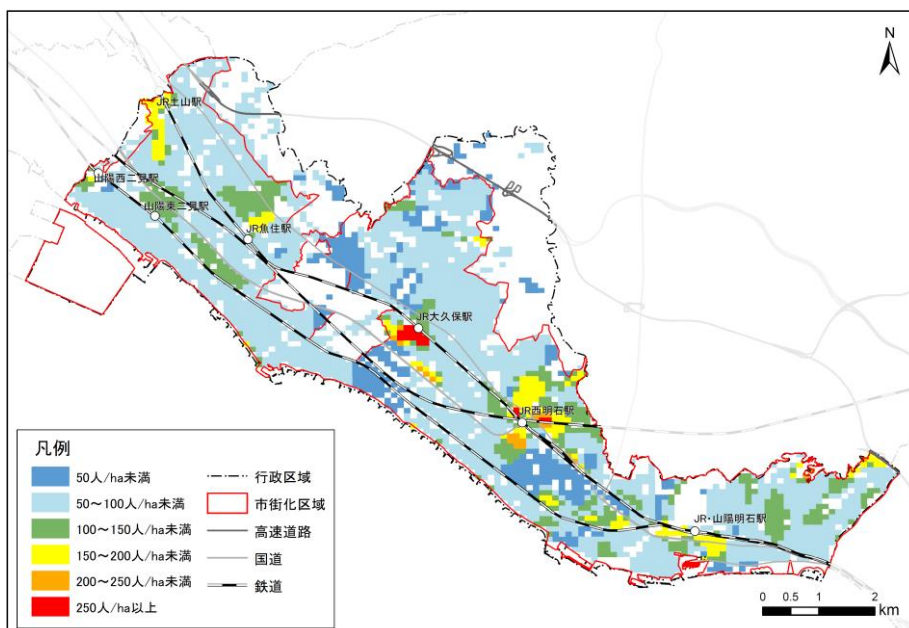 N
JR土山駅
山陽西二見駅
山陽東二見駅
JR魚住駅
JR大久保駅
JR西明石駅
JR・山陽明石駅
凡例
50人/ha未満
50～100人/ha未満
100～150人/ha未満
150～200人/ha未満
200～250人/ha未満
250人/ha以上
行政区域
市街化区域
高速道路
国道
鉄道
0 0.5 1 2
km